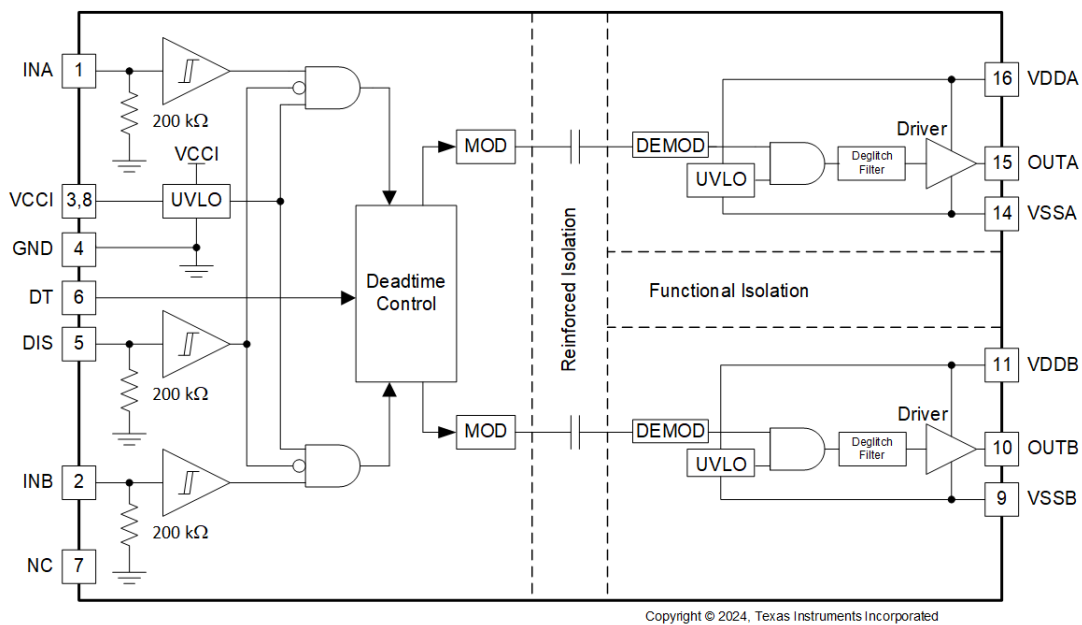 INA
1
200 kΩ
VCCI
VCCI
3,8
UVLO
GND
4
DT
6
DIS
5
200 kΩ
INB
2
200 kΩ
NC
7
Deadtime
Control
MOD
MOD
Reinforced Isolation
Functional Isolation
DEMOD
UVLO
Deglitch
Filter
Driver
16
VDDA
15
OUTA
14
VSSA
DEMOD
UVLO
Deglitch
Filter
Driver
11
VDDB
10
OUTB
9
VSSB
Copyright © 2024, Texas Instruments Incorporated